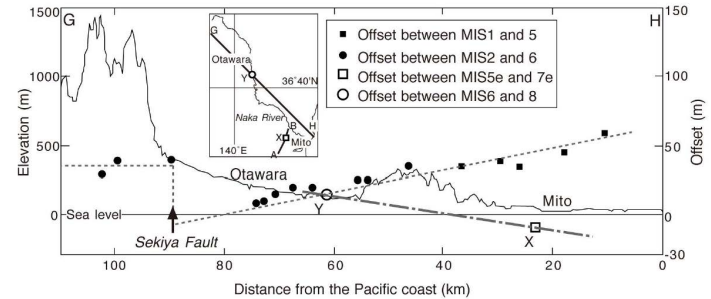 G
H
1500
1000
500
0
Elevation (m)
150
100
50
0
-30
Offset (m)
G
Otawara
Y
36°40'N
Naka River
B
H
X
Mito
140°E
A
Offset between MIS1 and 5
Offset between MIS2 and 6
Offset between MIS5e and 7e
Offset between MIS6 and 8
Otawara
Mito
Sea level
Y
X
Sekiya Fault
100
80
60
40
20
0
Distance from the Pacific coast (km)